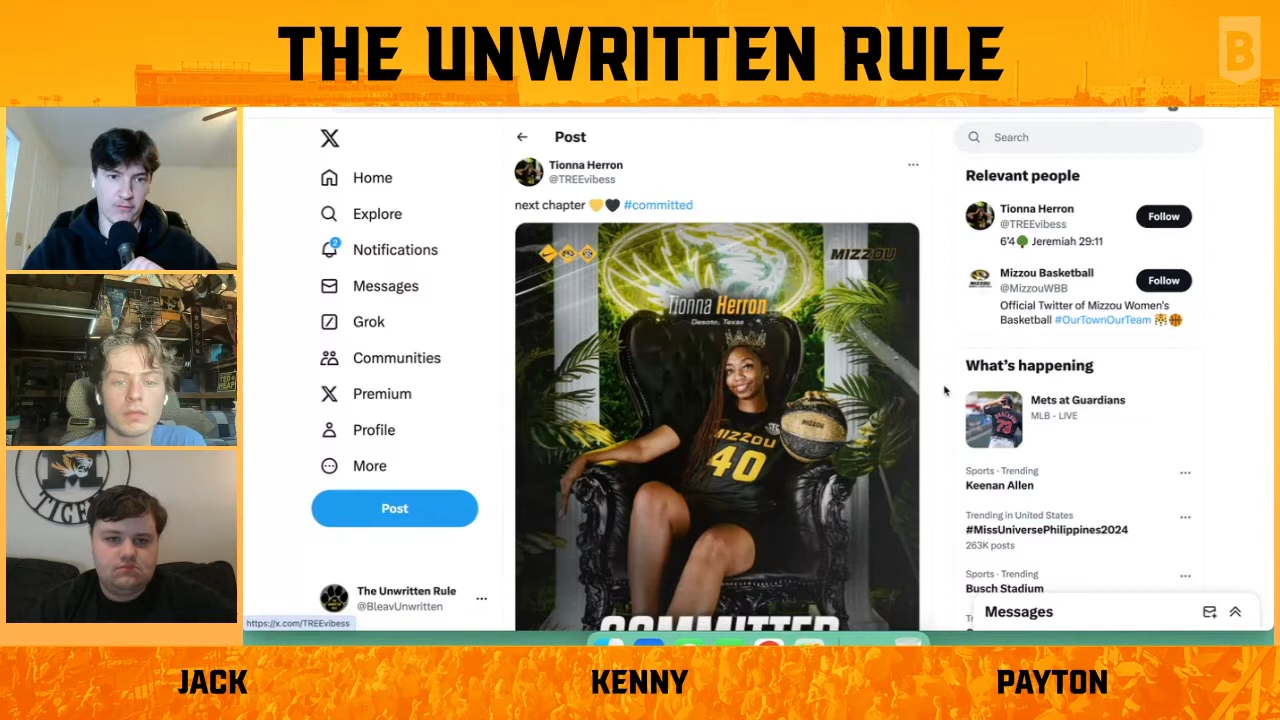 THE UNWRITTEN RULE
B
TIGE
X
Home
Explore
2
Notifications
Messages
Grok
Communities
Premium
Profile
More
Post
The Unwritten Rule
@BleavUnwritten
https://x.com/TREEvibess
Post
Tionna Herron
@TREEvibess
next chapter 💛🖤 #committed
MIZZOU
Tionna Herron
Desoto, Texas
MIZZOU
MIZZOU
40
COMMITTED
Search
Relevant people
Tionna Herron
@TREEvibess
Follow
6'4🌳 Jeremiah 29:11
Mizzou Basketball
@MizzouWBB
Follow
Official Twitter of Mizzou Women's
Basketball #OurTownOurTeam 🐯🏀
What's happening
Mets at Guardians
MLB · LIVE
Sports · Trending
Keenan Allen
Trending in United States
#MissUniversePhilippines2024
263K posts
Sports · Trending
Busch Stadium
Messages
JACK
KENNY
PAYTON